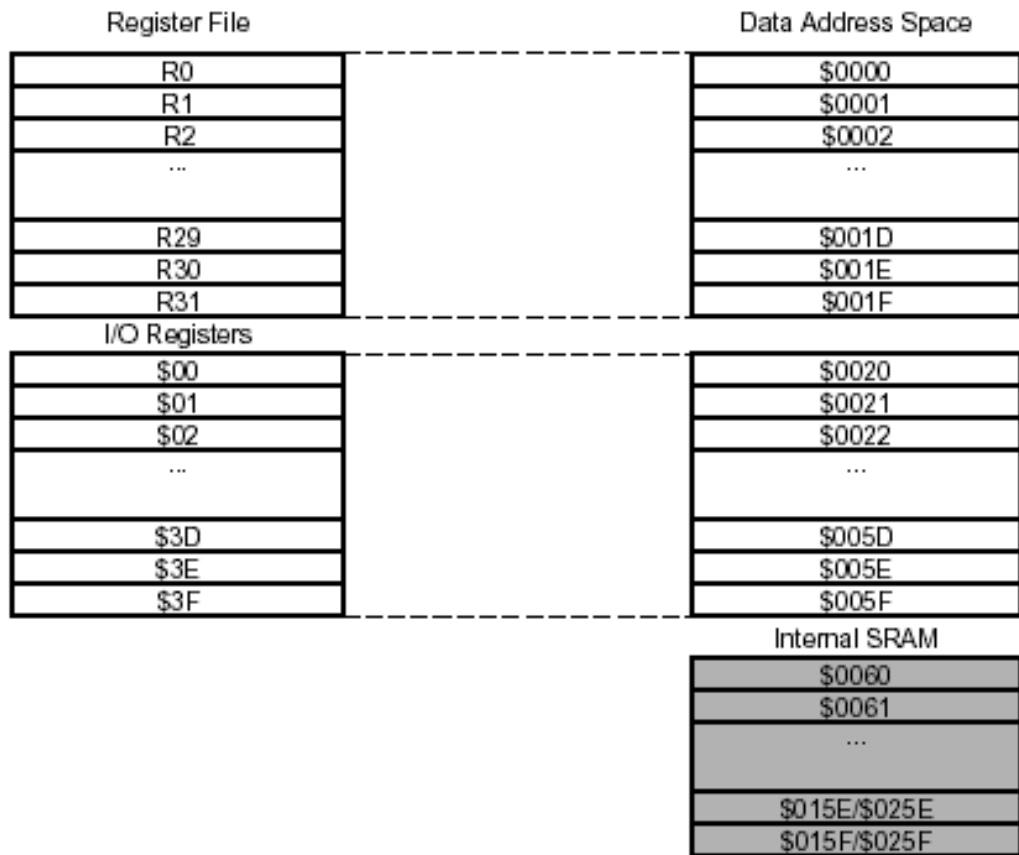 Register File Data Address Space
R0 $0000
R1 $0001
R2 $0002
... ...
R29 $001D
R30 $001E
R31 $001F
I/O Registers
$00 $0020
$01 $0021
$02 $0022
... ...
$3D $005D
$3E $005E
$3F $005F
Internal SRAM
$0060
$0061
...
$015E/$025E
$015F/$025F